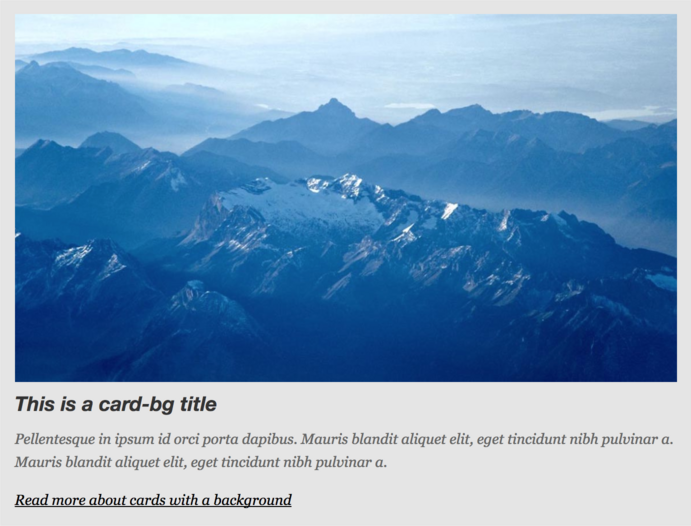 This is a card-bg title
Pellentesque in ipsum id orci porta dapibus. Mauris blandit aliquet elit, eget tincidunt nibh pulvinar a.
Mauris blandit aliquet elit, eget tincidunt nibh pulvinar a.
Read more about cards with a background